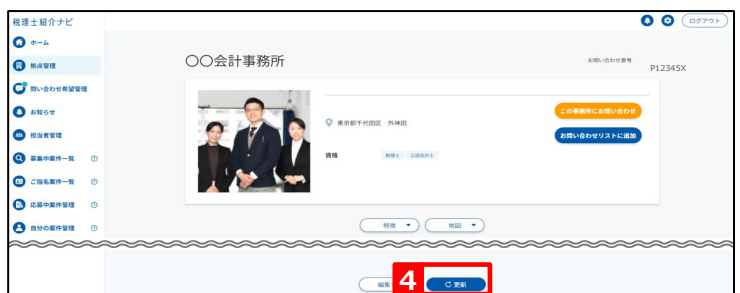 税理士紹介ナビ
ログアウト
ホーム
拠点管理
問い合わせ希望管理
お知らせ
担当者管理
募集中案件一覧
ご指名案件一覧
応募中案件管理
自分の案件管理
〇〇会計事務所
お問い合わせ番号
P12345X
東京都千代田区 外神田
資格
税理士 公認会計士
この事務所にお問い合わせ
お問い合わせリストに追加
特徴
地図
編集
4
更新